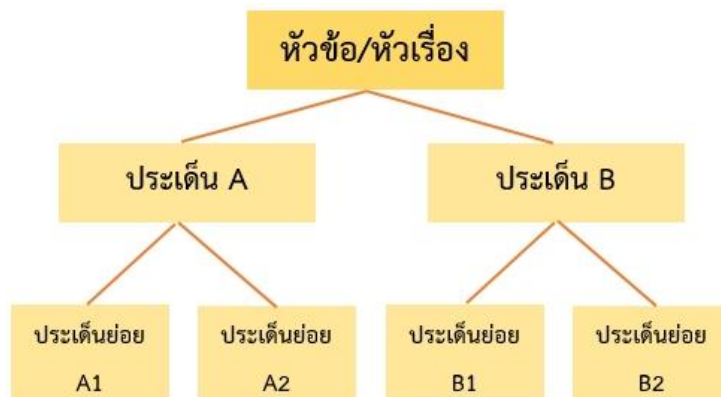 หัวข้อ/หัวเรื่อง
ประเด็น A
ประเด็น B
ประเด็นย่อย
A1
ประเด็นย่อย
A2
ประเด็นย่อย
B1
ประเด็นย่อย
B2